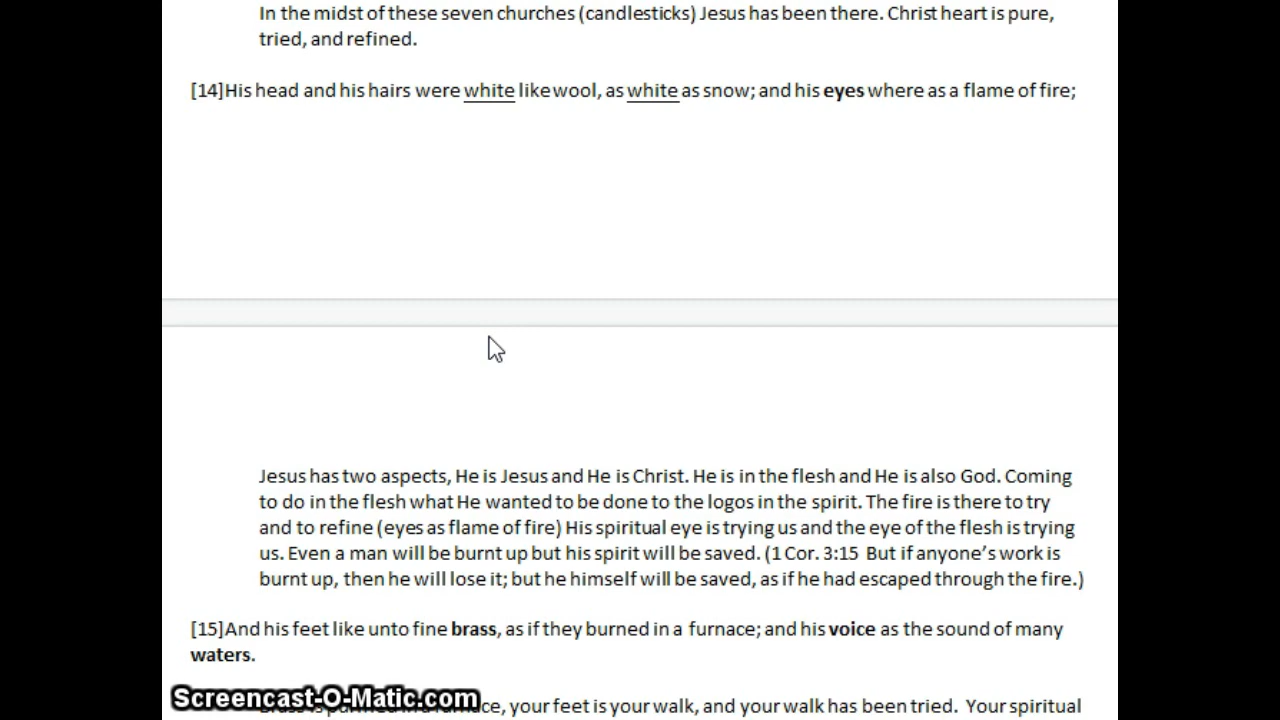 In the midst of these seven churches (candlesticks) Jesus has been there. Christ heart is pure,
tried, and refined.
[14]His head and his hairs were white like wool, as white as snow; and his eyes where as a flame of fire;
Jesus has two aspects, He is Jesus and He is Christ. He is in the flesh and He is also God. Coming
to do in the flesh what He wanted to be done to the logos in the spirit. The fire is there to try
and to refine (eyes as flame of fire) His spiritual eye is trying us and the eye of the flesh is trying
us. Even a man will be burnt up but his spirit will be saved. (1 Cor. 3:15 But if anyone’s work is
burnt up, then he will lose it; but he himself will be saved, as if he had escaped through the fire.)
[15]And his feet like unto fine brass, as if they burned in a furnace; and his voice as the sound of many
waters.
Screencast-O-Matic.com
your feet is your walk, and your walk has been tried. Your spiritual